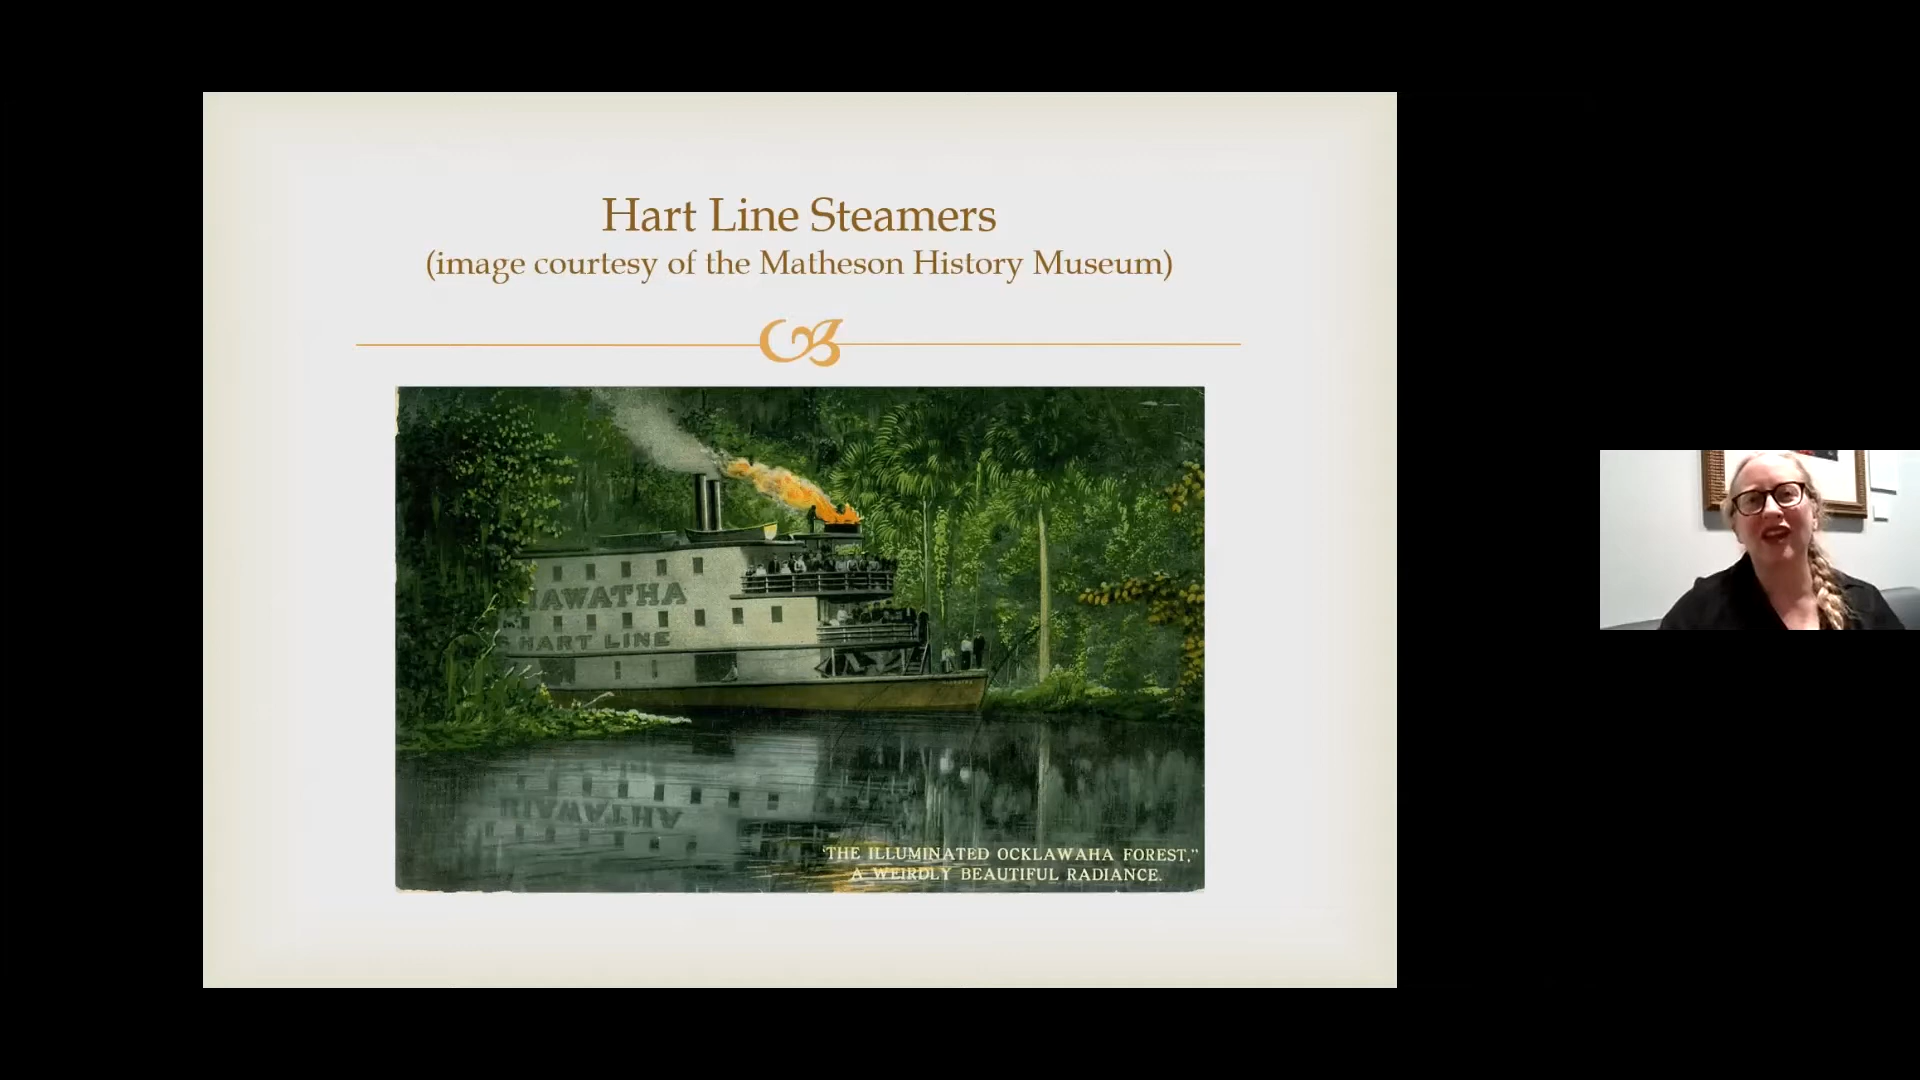 Hart Line Steamers
(image courtesy of the Matheson History Museum)
HART LINE
"THE ILLUMINATED OCKLAWAHA FOREST,"
A WEIRDLY BEAUTIFUL RADIANCE.